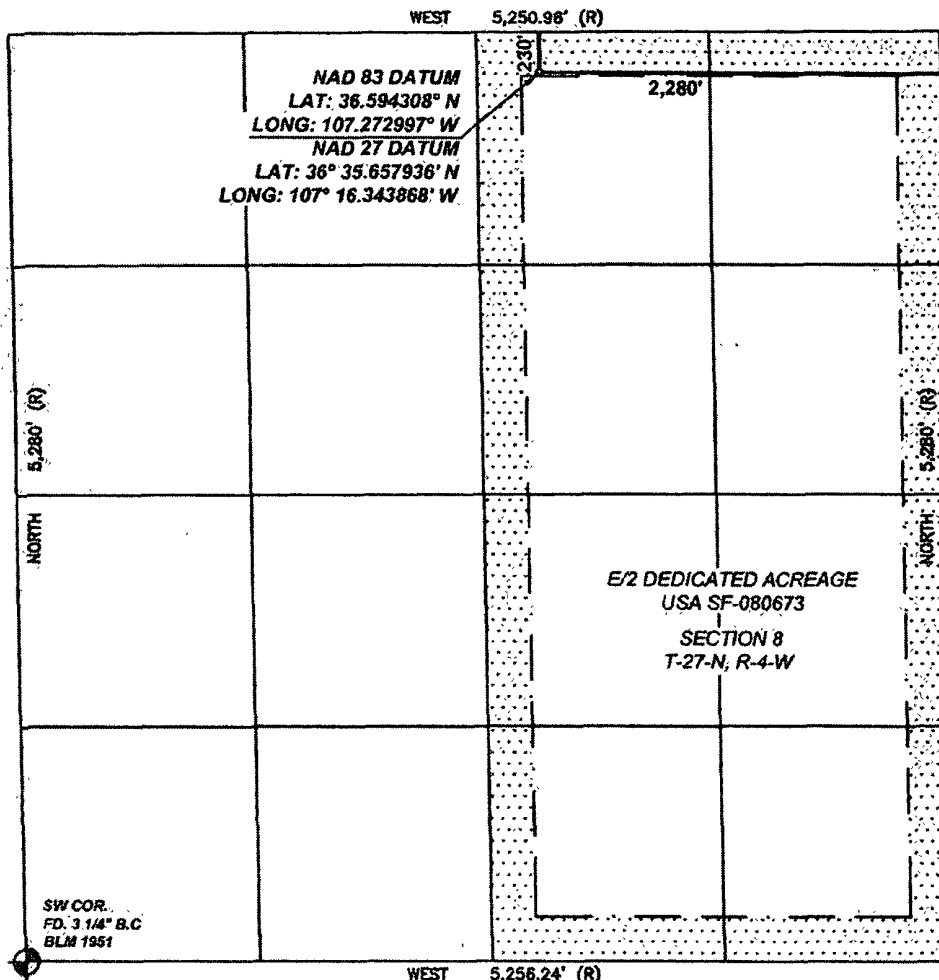 WEST 5,250.96' (R)
230'
2,280'
NAD 83 DATUM
LAT: 36.594308° N
LONG: 107.272997° W
NAD 27 DATUM
LAT: 36° 35.657936' N
LONG: 107° 16.343868' W
5,280' (R)
NORTH
5,280' (R)
NORTH
E/2 DEDICATED ACREAGE
USA SF-080673
SECTION 8
T-27-N, R-4-W
SW COR.
FD. 3 1/4" B.C
BLM 1951
WEST 5,256.24' (R)